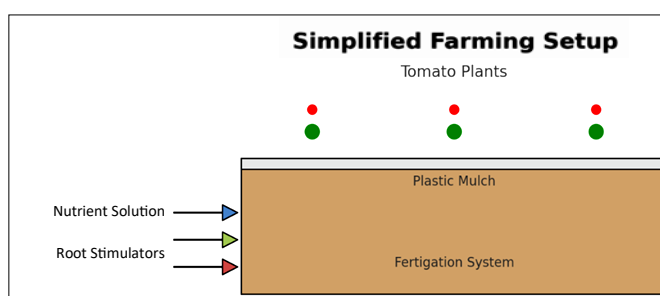 Simplified Farming Setup
Tomato Plants
Plastic Mulch
Nutrient Solution
Root Stimulators
Fertigation System